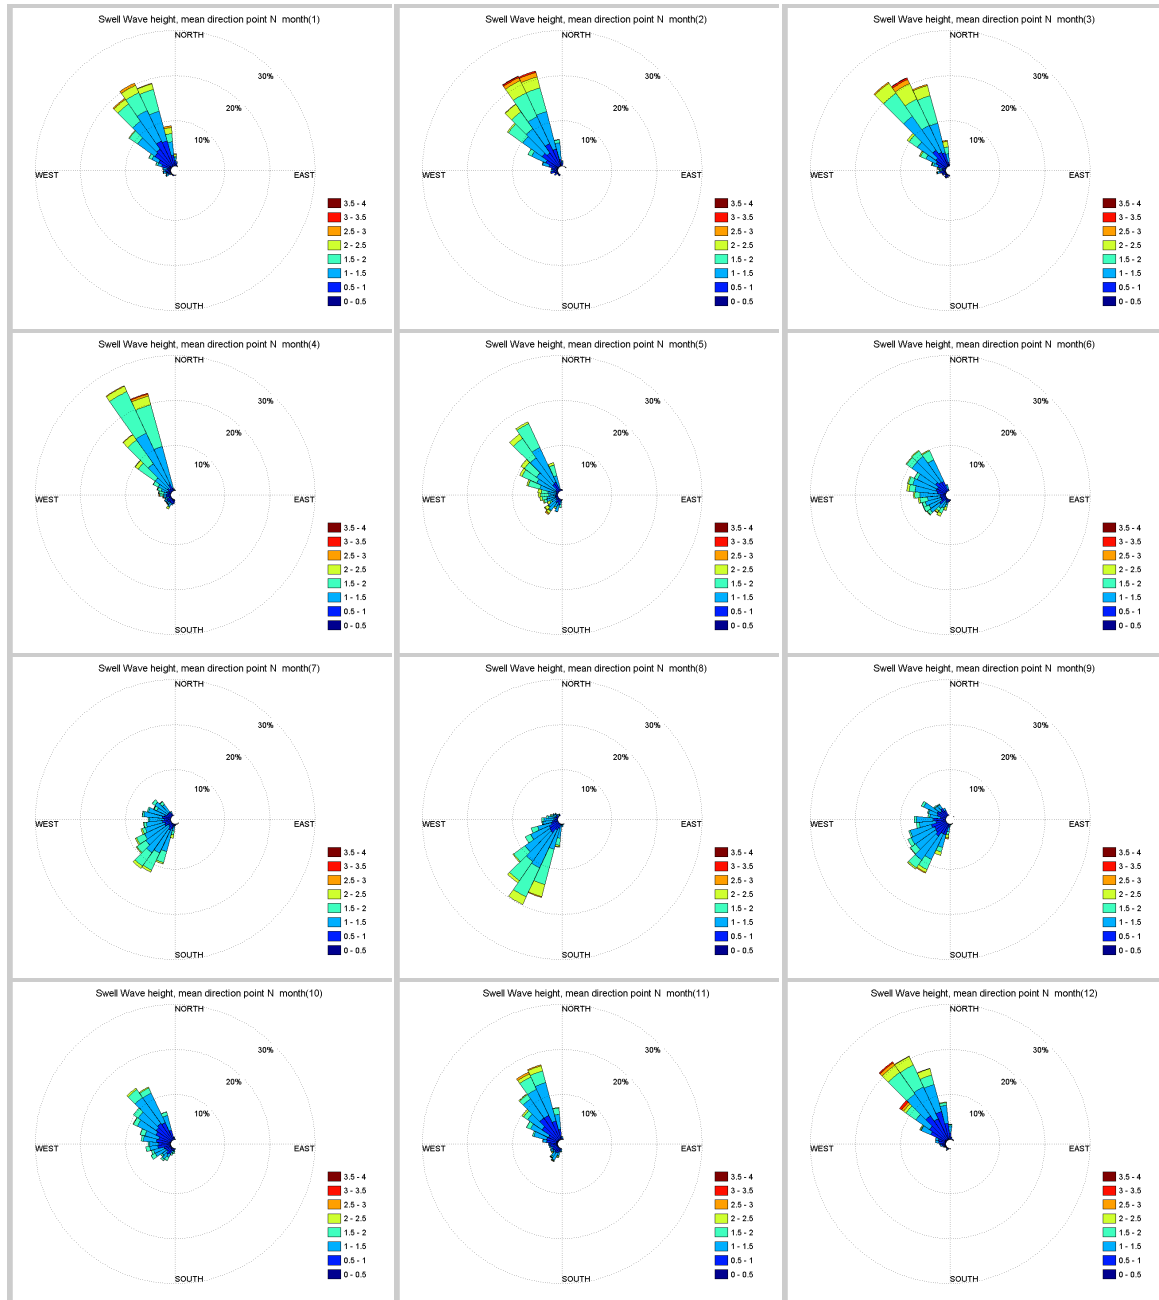 Swell Wave height, mean direction point N  month(1)
NORTH
30%
20%
10%
WEST
EAST
3.5 - 4
3 - 3.5
2.5 - 3
2 - 2.5
1.5 - 2
1 - 1.5
0.5 - 1
0 - 0.5
SOUTH
Swell Wave height, mean direction point N  month(2)
NORTH
30%
20%
10%
WEST
EAST
3.5 - 4
3 - 3.5
2.5 - 3
2 - 2.5
1.5 - 2
1 - 1.5
0.5 - 1
0 - 0.5
SOUTH
Swell Wave height, mean direction point N  month(3)
NORTH
30%
20%
10%
WEST
EAST
3.5 - 4
3 - 3.5
2.5 - 3
2 - 2.5
1.5 - 2
1 - 1.5
0.5 - 1
0 - 0.5
SOUTH
Swell Wave height, mean direction point N  month(4)
NORTH
30%
20%
10%
WEST
EAST
3.5 - 4
3 - 3.5
2.5 - 3
2 - 2.5
1.5 - 2
1 - 1.5
0.5 - 1
0 - 0.5
SOUTH
Swell Wave height, mean direction point N  month(5)
NORTH
30%
20%
10%
WEST
EAST
3.5 - 4
3 - 3.5
2.5 - 3
2 - 2.5
1.5 - 2
1 - 1.5
0.5 - 1
0 - 0.5
SOUTH
Swell Wave height, mean direction point N  month(6)
NORTH
30%
20%
10%
WEST
EAST
3.5 - 4
3 - 3.5
2.5 - 3
2 - 2.5
1.5 - 2
1 - 1.5
0.5 - 1
0 - 0.5
SOUTH
Swell Wave height, mean direction point N  month(7)
NORTH
30%
20%
10%
WEST
EAST
3.5 - 4
3 - 3.5
2.5 - 3
2 - 2.5
1.5 - 2
1 - 1.5
0.5 - 1
0 - 0.5
SOUTH
Swell Wave height, mean direction point N  month(8)
NORTH
30%
20%
10%
WEST
EAST
3.5 - 4
3 - 3.5
2.5 - 3
2 - 2.5
1.5 - 2
1 - 1.5
0.5 - 1
0 - 0.5
SOUTH
Swell Wave height, mean direction point N  month(9)
NORTH
30%
20%
10%
WEST
EAST
3.5 - 4
3 - 3.5
2.5 - 3
2 - 2.5
1.5 - 2
1 - 1.5
0.5 - 1
0 - 0.5
SOUTH
Swell Wave height, mean direction point N  month(10)
NORTH
30%
20%
10%
WEST
EAST
3.5 - 4
3 - 3.5
2.5 - 3
2 - 2.5
1.5 - 2
1 - 1.5
0.5 - 1
0 - 0.5
SOUTH
Swell Wave height, mean direction point N  month(11)
NORTH
30%
20%
10%
WEST
EAST
3.5 - 4
3 - 3.5
2.5 - 3
2 - 2.5
1.5 - 2
1 - 1.5
0.5 - 1
0 - 0.5
SOUTH
Swell Wave height, mean direction point N  month(12)
NORTH
30%
20%
10%
WEST
EAST
3.5 - 4
3 - 3.5
2.5 - 3
2 - 2.5
1.5 - 2
1 - 1.5
0.5 - 1
0 - 0.5
SOUTH